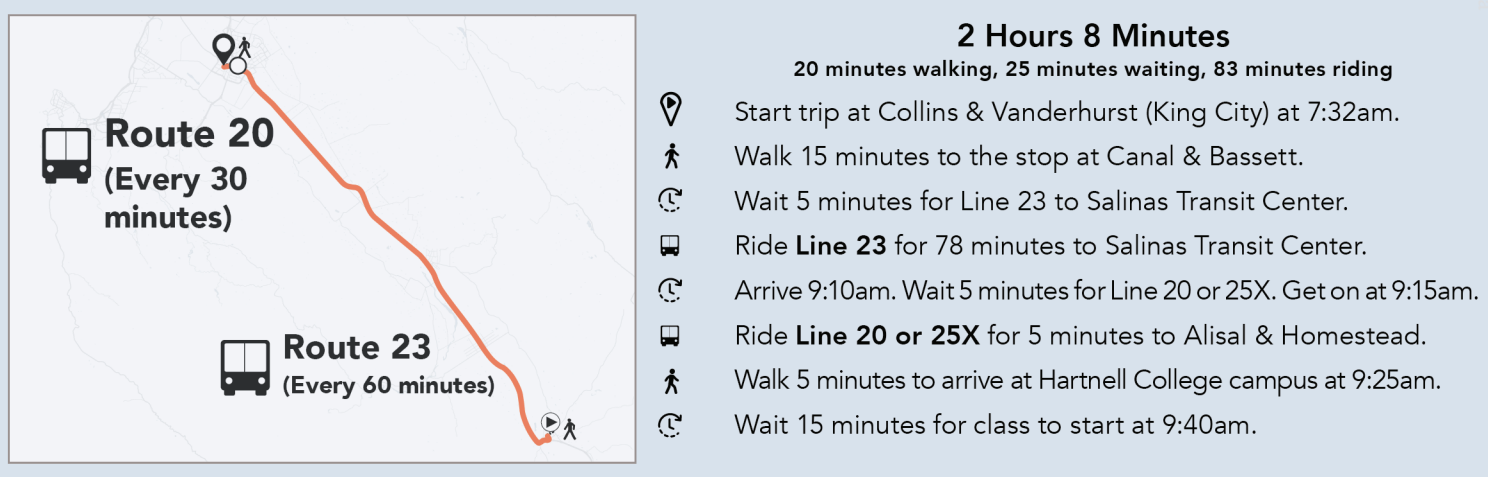 Route 20
(Every 30
minutes)
Route 23
(Every 60 minutes)
2 Hours 8 Minutes
20 minutes walking, 25 minutes waiting, 83 minutes riding
Start trip at Collins & Vanderhurst (King City) at 7:32am.
Walk 15 minutes to the stop at Canal & Bassett.
Wait 5 minutes for Line 23 to Salinas Transit Center.
Ride Line 23 for 78 minutes to Salinas Transit Center.
Arrive 9:10am. Wait 5 minutes for Line 20 or 25X. Get on at 9:15am.
Ride Line 20 or 25X for 5 minutes to Alisal & Homestead.
Walk 5 minutes to arrive at Hartnell College campus at 9:25am.
Wait 15 minutes for class to start at 9:40am.